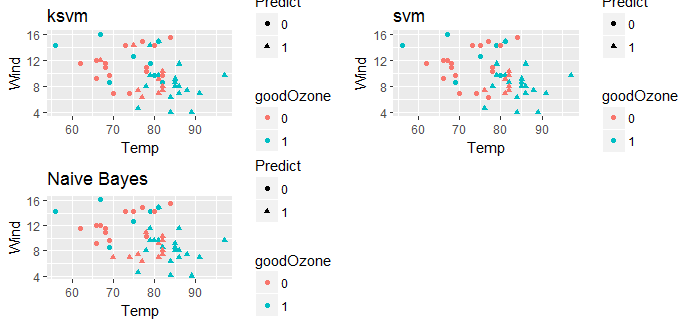 ksvm
Wind
16
12
8
4
60 70 80 90
Temp
Predict
0
1
goodOzone
0
1
svm
Wind
16
12
8
4
60 70 80 90
Temp
Predict
0
1
goodOzone
0
1
Naive Bayes
Wind
16
12
8
4
60 70 80 90
Temp
Predict
0
1
goodOzone
0
1